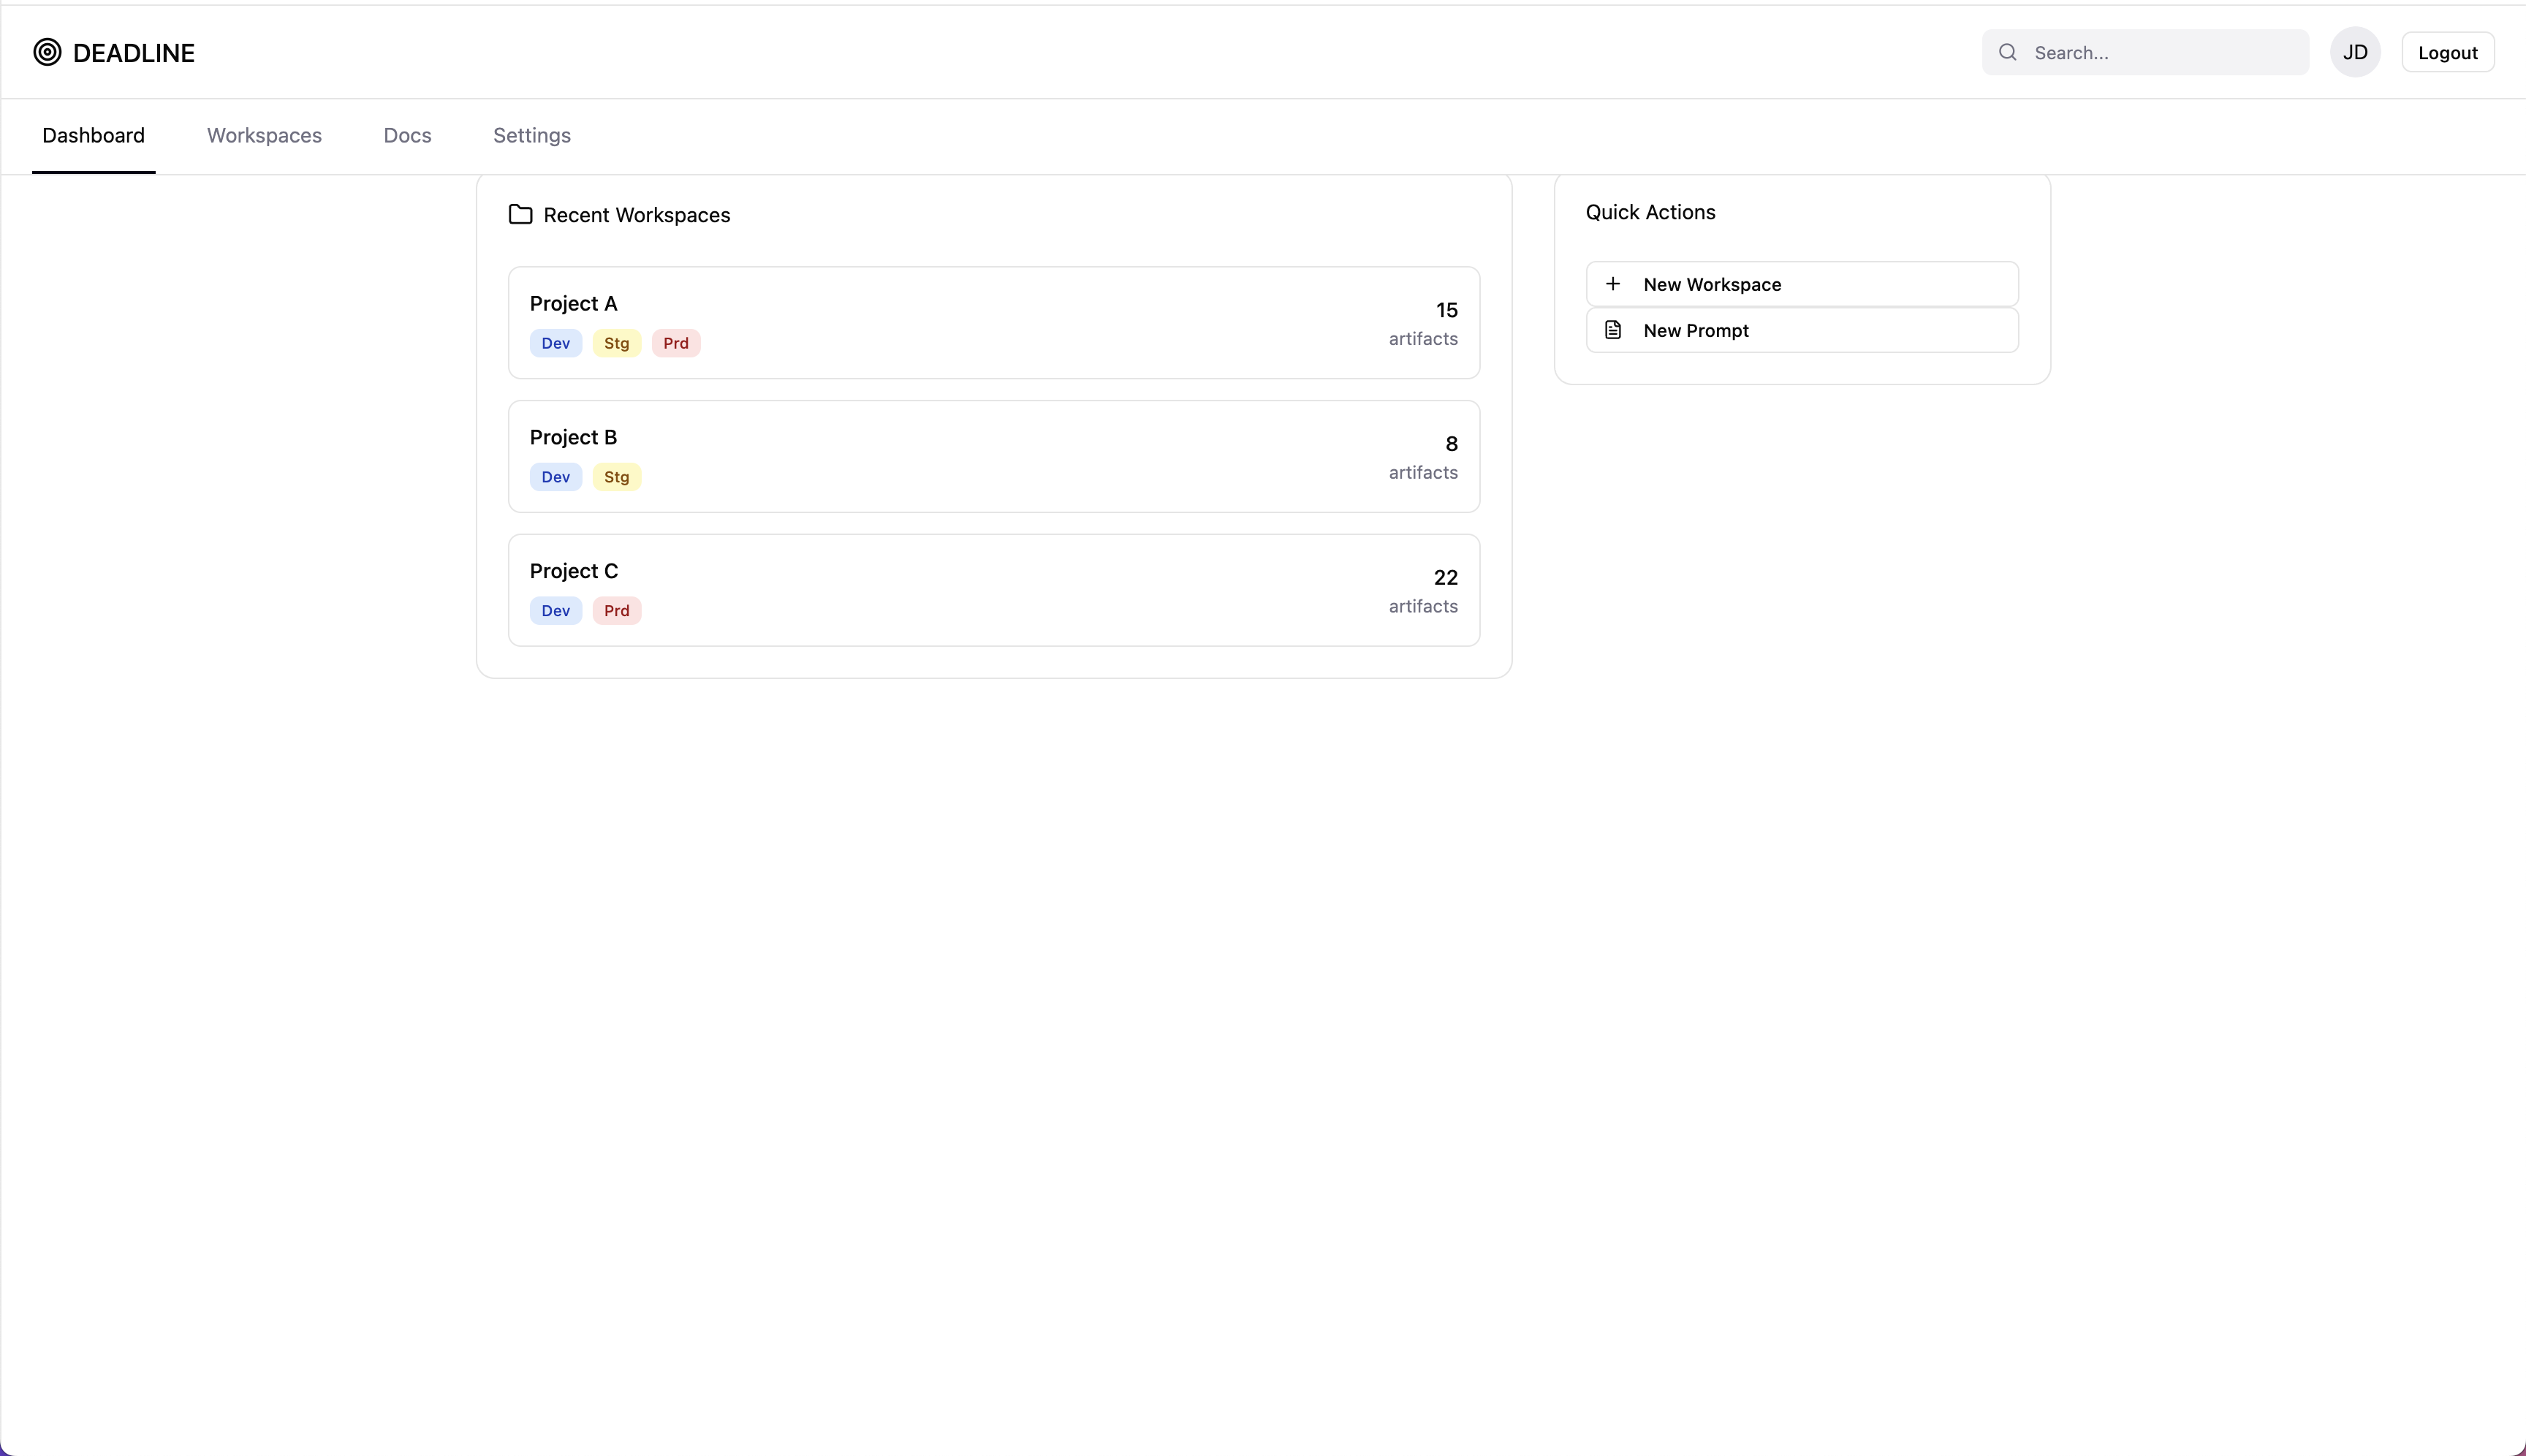 DEADLINE
Search...
JD
Logout
Dashboard
Workspaces
Docs
Settings
Recent Workspaces
Project A
Dev Stg Prd
15
artifacts
Project B
Dev Stg
8
artifacts
Project C
Dev Prd
22
artifacts
Quick Actions
New Workspace
New Prompt